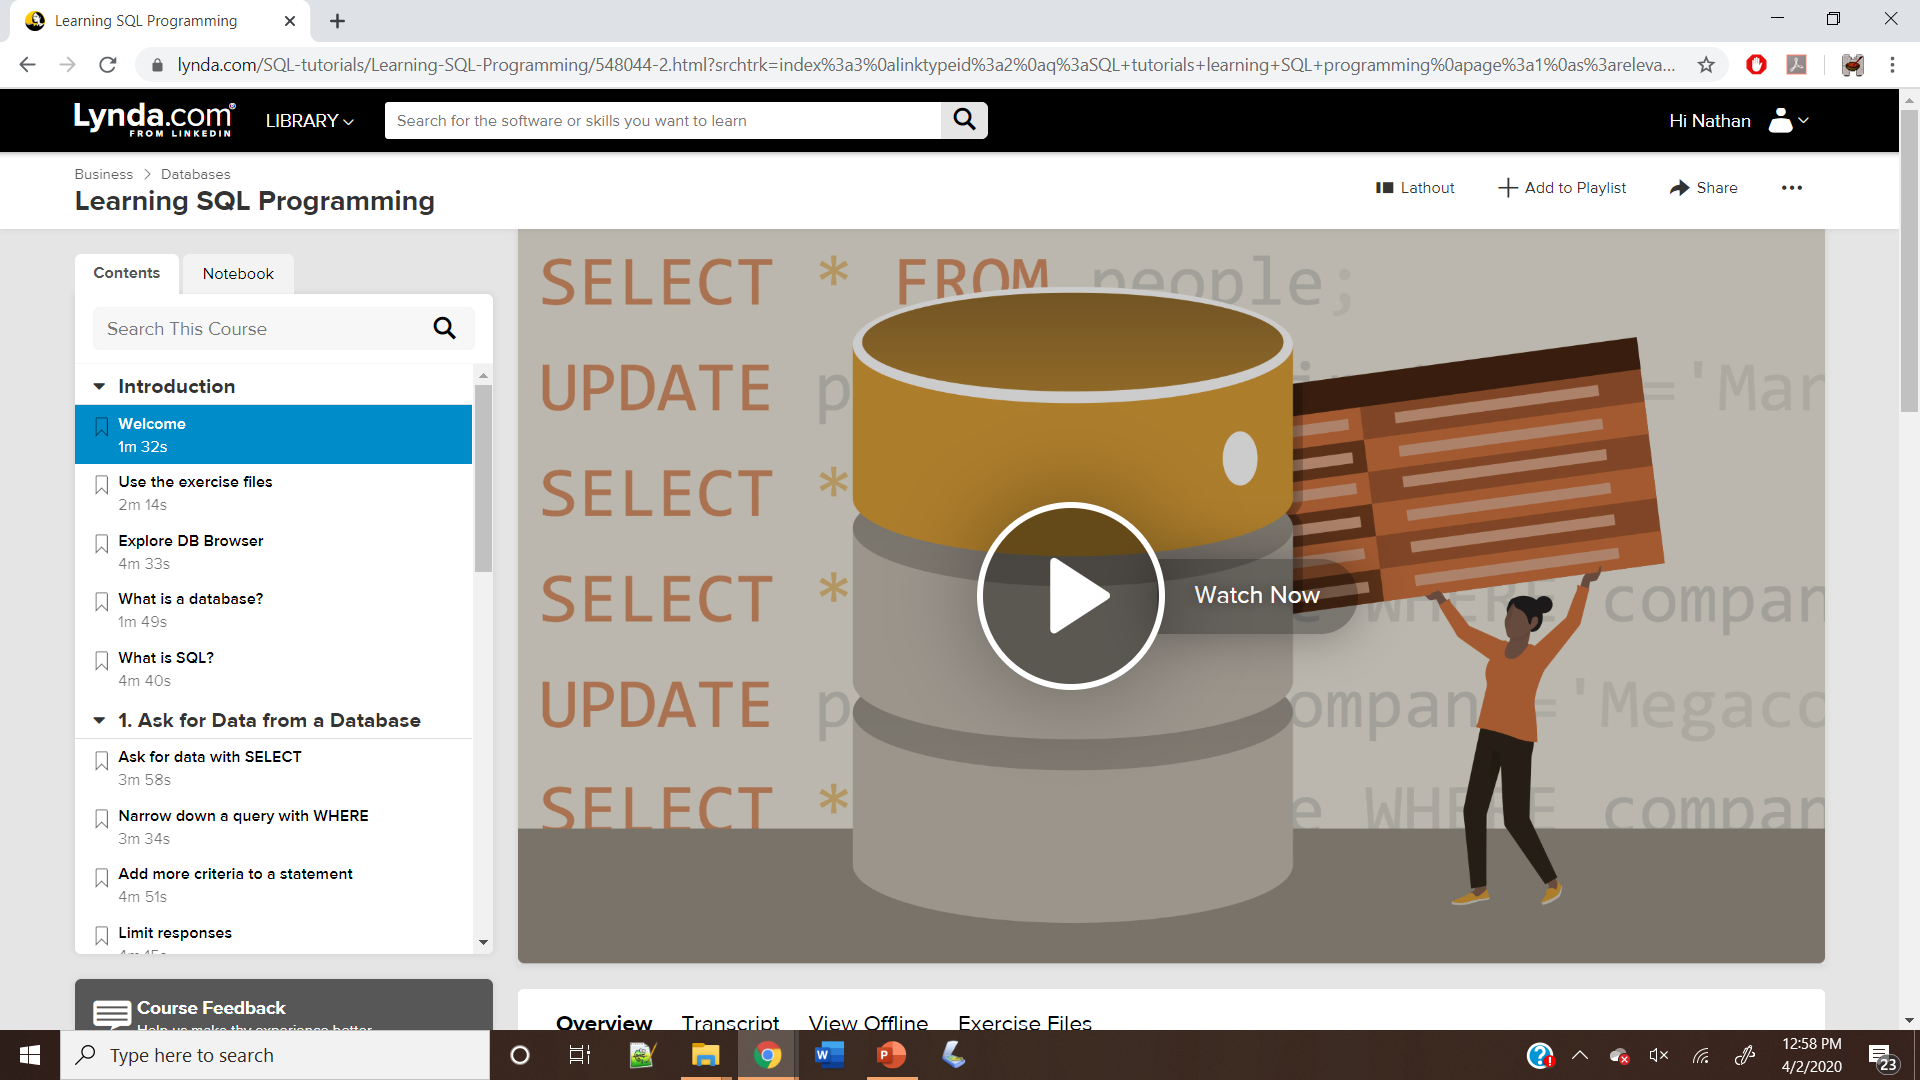 Learning SQL Programming
lynda.com/SQL-tutorials/Learning-SQL-Programming/548044-2.html?srchtrk=index%3a3%0alinktypeid%3a2%0aq%3aSQL+tutorials+learning+SQL+programming%0apage%3a1%0as%3areleva...
Lynda.com®
FROM LINKEDIN
LIBRARY
Search for the software or skills you want to learn
Hi Nathan
Business > Databases
Learning SQL Programming
Lathout
Add to Playlist
Share
Contents
Notebook
Search This Course
Introduction
Welcome
1m 32s
Use the exercise files
2m 14s
Explore DB Browser
4m 33s
What is a database?
1m 49s
What is SQL?
4m 40s
1. Ask for Data from a Database
Ask for data with SELECT
3m 58s
Narrow down a query with WHERE
3m 34s
Add more criteria to a statement
4m 51s
Limit responses
SELECT * FROM people;
UPDATE p ='Mar
SELECT *
SELECT * WHERE compan
UPDATE p ompan ='Megaco
SELECT * e WHERE compan
Watch Now
Course Feedback
Help us make thy experience better
Overview
Transcript
View Offline
Exercise Files
Type here to search
12:58 PM
4/2/2020
23